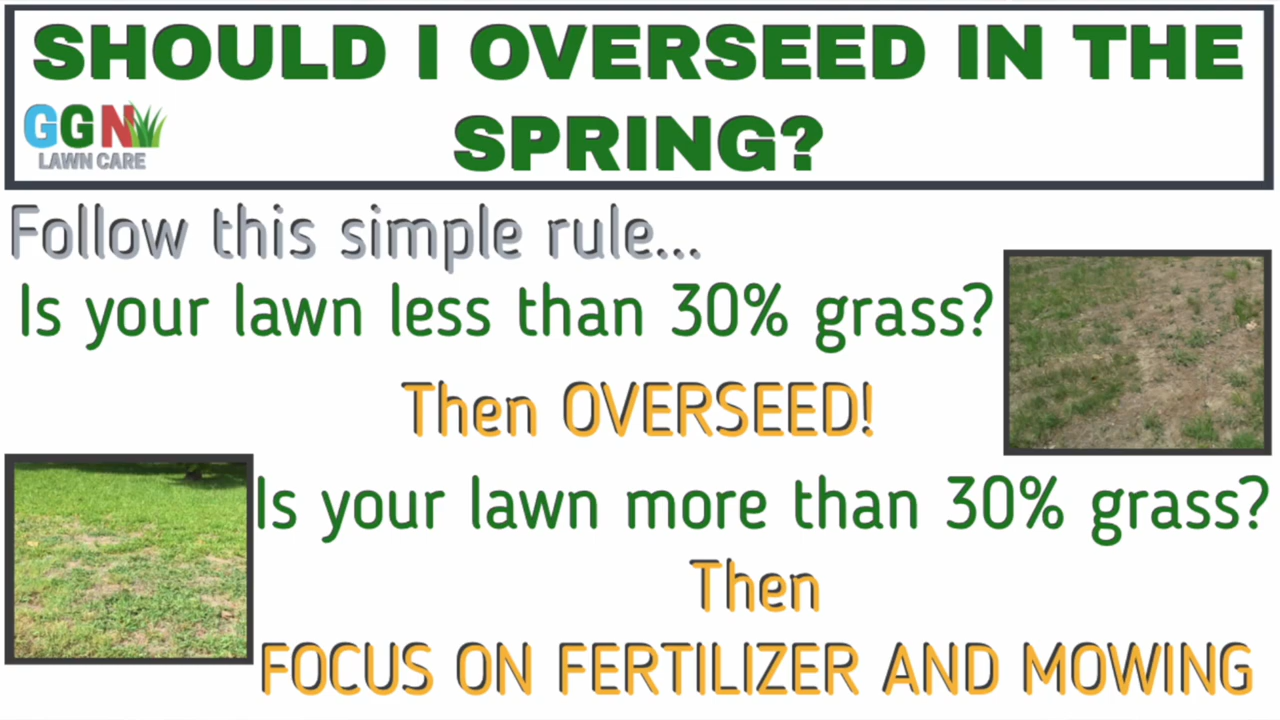 SHOULD I OVERSEED IN THE
SPRING?
GGN
LAWN CARE
Follow this simple rule...
Is your lawn less than 30% grass?
Then OVERSEED!
Is your lawn more than 30% grass?
Then
FOCUS ON FERTILIZER AND MOWING